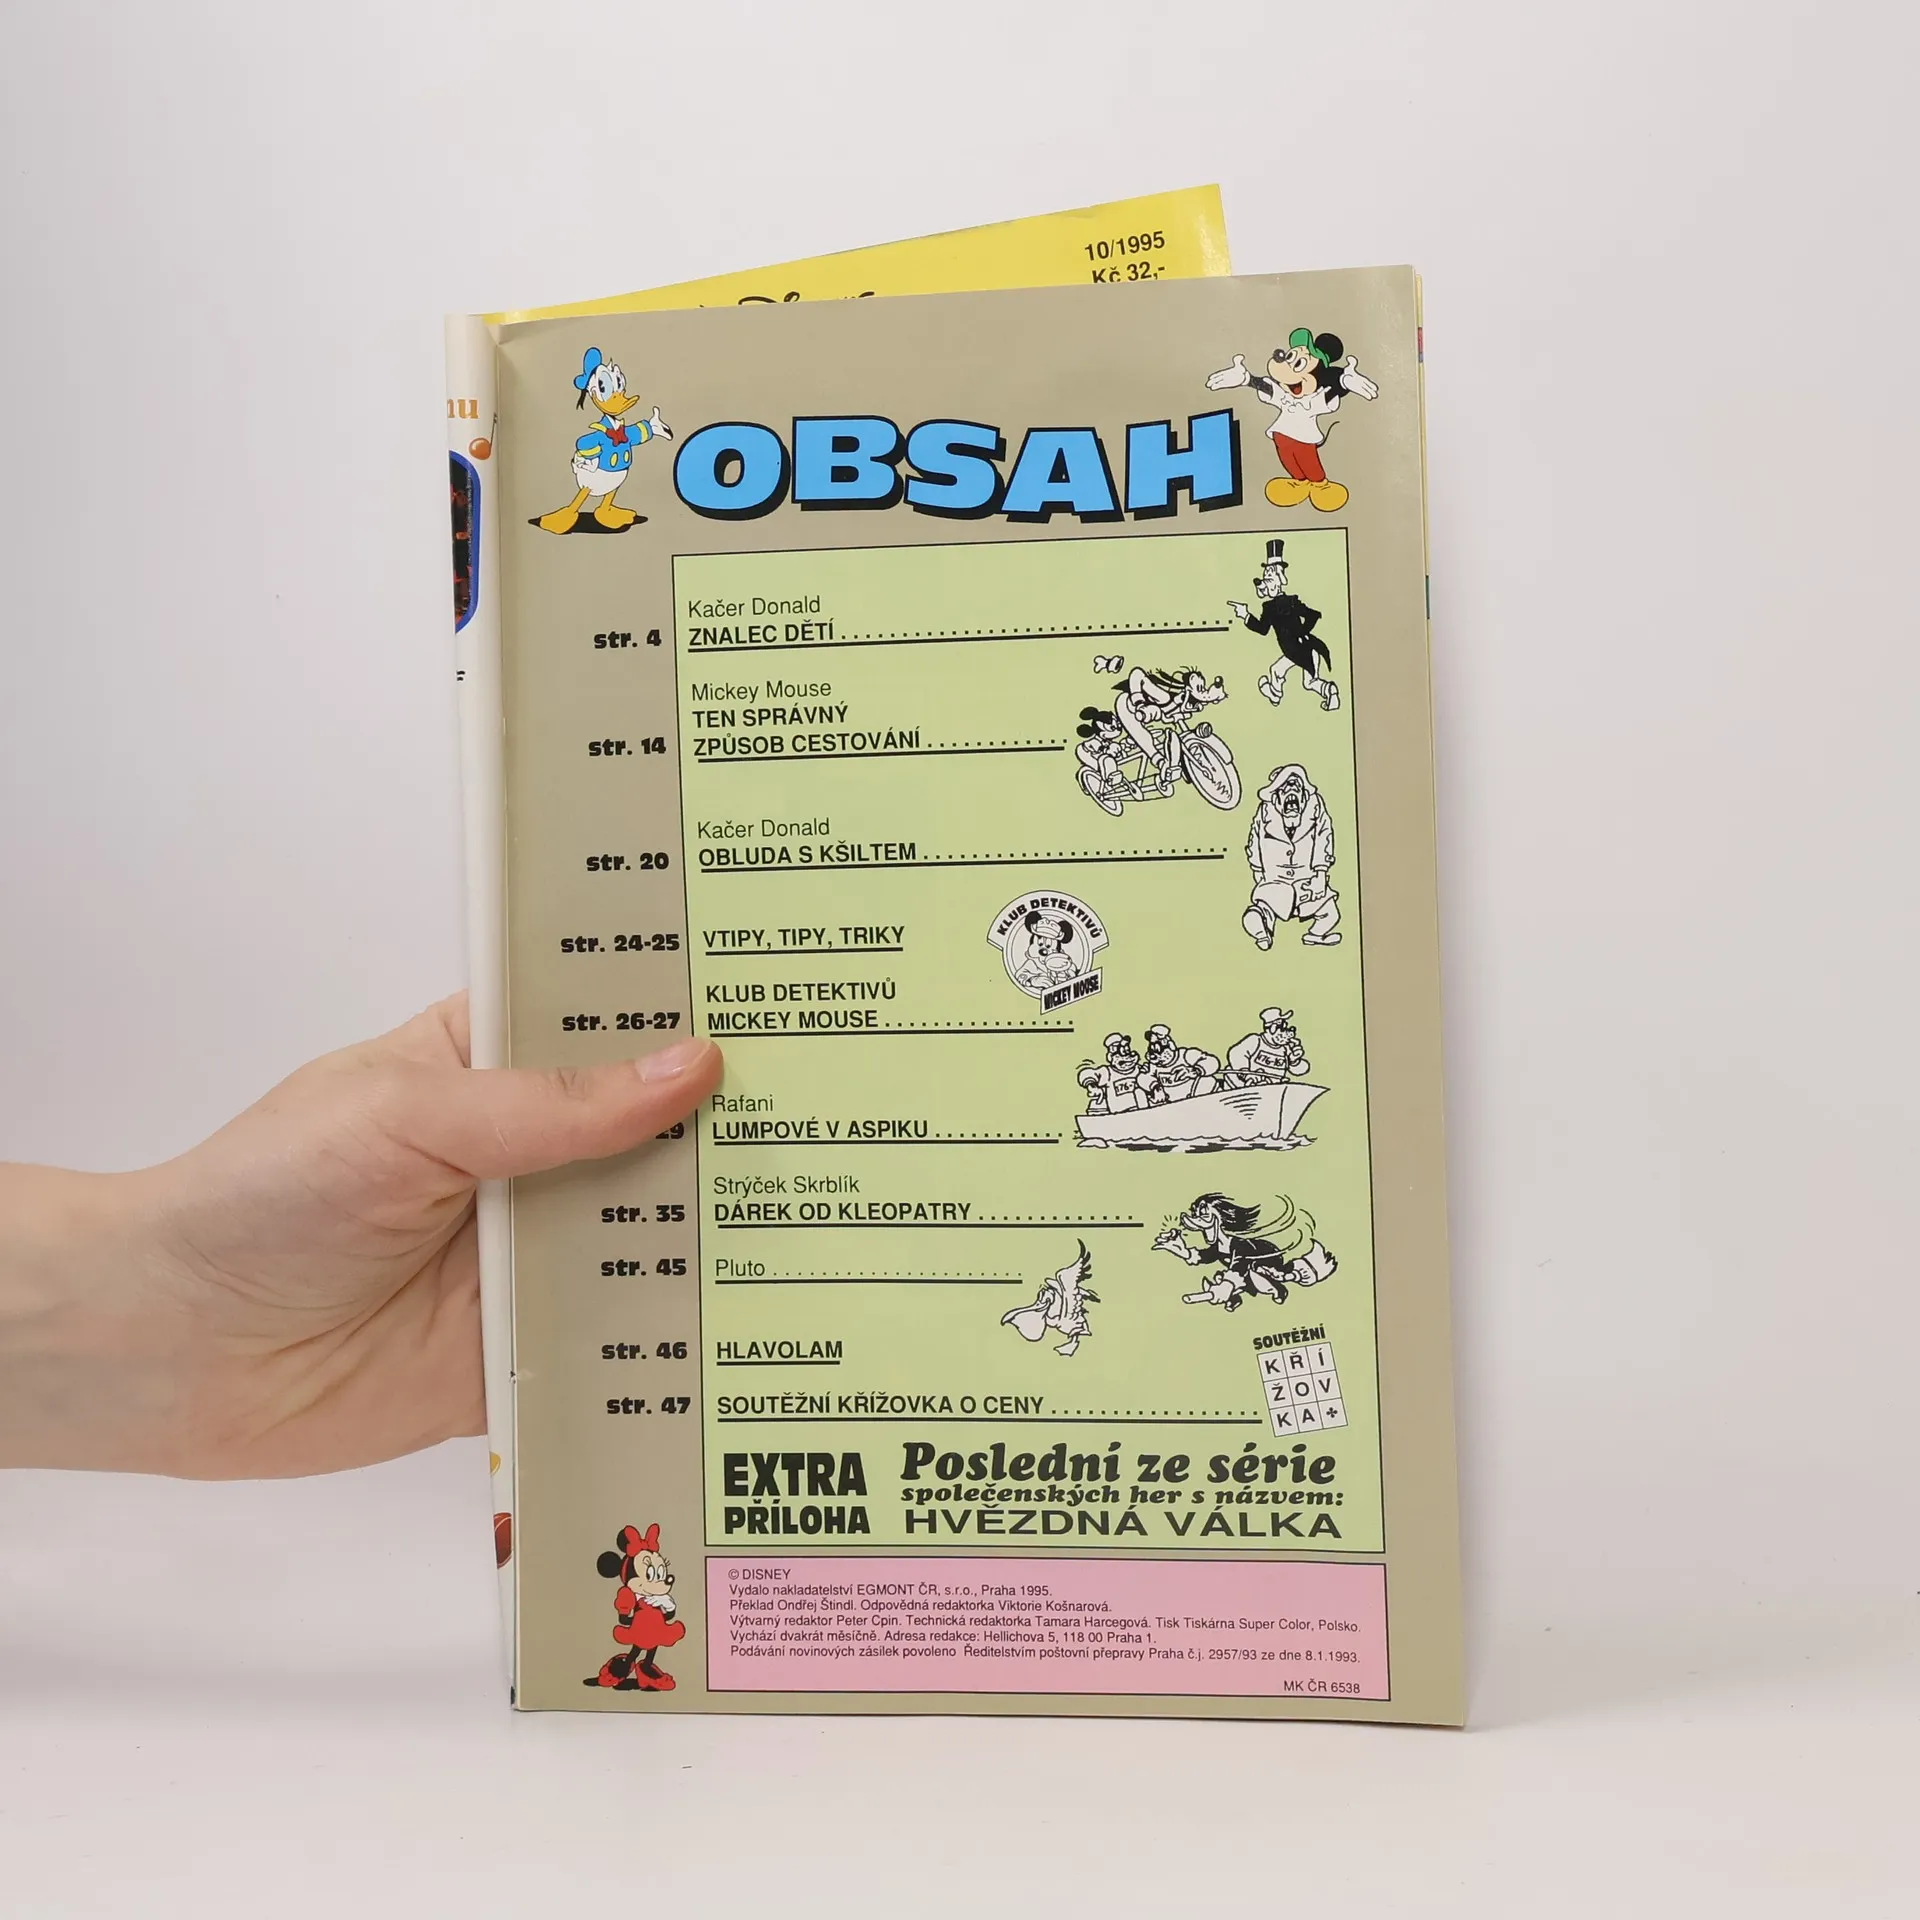 10/1995
Kč 32,-
OBSAH
Kačer Donald
str. 4 ZNALEC DĚTÍ
Mickey Mouse
TEN SPRÁVNÝ
str. 14 ZPŮSOB CESTOVÁNÍ
Kačer Donald
str. 20 OBLUDA S KŠILTEM
str. 24-25 VTIPY, TIPY, TRIKY
KLUB DETEKTIVŮ
MICKEY MOUSE
KLUB DETEKTIVŮ
str. 26-27 MICKEY MOUSE
Rafani
29 LUMPOVÉ V ASPIKU
Strýček Skrblík
str. 35 DÁREK OD KLEOPATRY
str. 45 Pluto
str. 46 HLAVOLAM
str. 47 SOUTĚŽNÍ KŘÍŽOVKA O CENY
SOUTĚŽNÍ
KŘÍ
ŽOV
KA+
EXTRA
PŘÍLOHA
Poslední ze série
společenských her s názvem:
HVĚZDNÁ VÁLKA
© DISNEY
Vydalo nakladatelství EGMONT ČR, s.r.o., Praha 1995.
Překlad Ondřej Štindl. Odpovědná redaktorka Viktorie Košnarová.
Výtvarný redaktor Peter Cpin. Technická redaktorka Tamara Harcegová. Tisk Tiskárna Super Color, Polsko.
Vychází dvakrát měsíčně. Adresa redakce: Hellichova 5, 118 00 Praha 1.
Podávání novinových zásilek povoleno Ředitelstvím poštovní přepravy Praha č.j. 2957/93 ze dne 8.1.1993.
MK ČR 6538